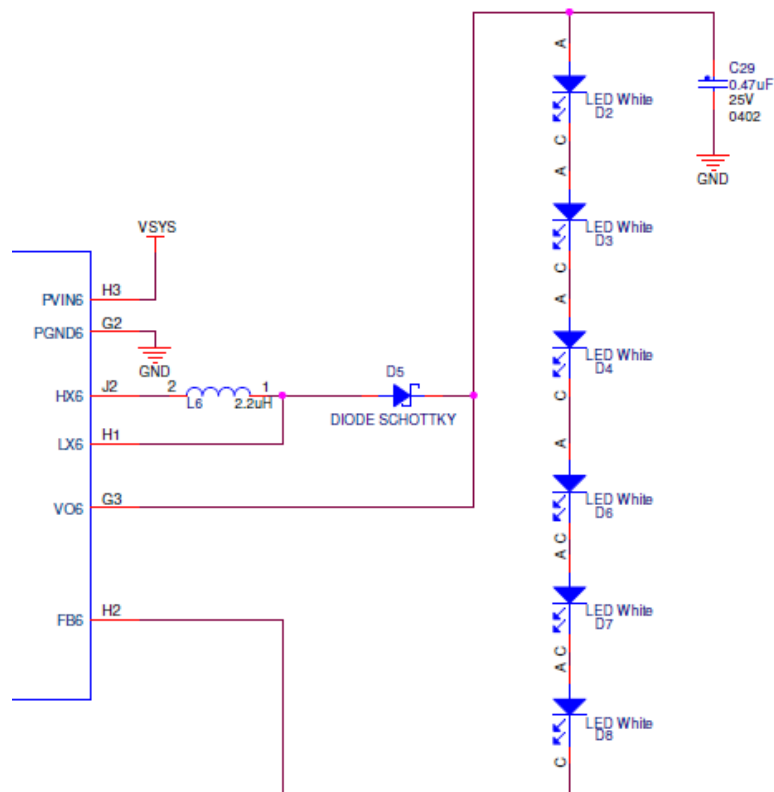 A
C29
0.47uF
25V
0402
GND
LED White
D2
C
A
LED White
D3
C
A
VSYS
PVIN6
H3
PGND6
G2
GND
LED White
D4
C
HX6
J2
2
L6
1
2.2uH
D5
DIODE SCHOTTKY
LX6
H1
A
VO6
G3
LED White
D6
C
A
FB6
H2
LED White
D7
C
A
LED White
D8
C